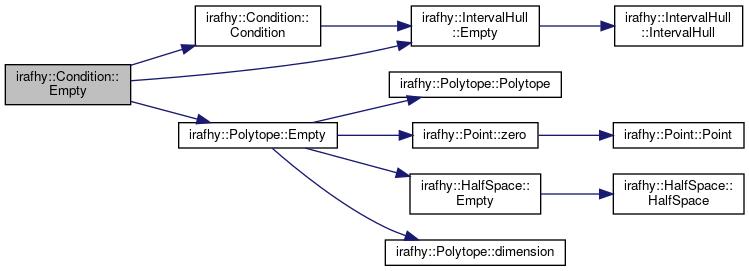 irafhy::Condition::
Empty
irafhy::Condition::
Condition
irafhy::IntervalHull
::Empty
irafhy::IntervalHull
::IntervalHull
irafhy::Polytope::Empty
irafhy::Polytope::Polytope
irafhy::Point::zero
irafhy::Point::Point
irafhy::HalfSpace::
Empty
irafhy::HalfSpace::
HalfSpace
irafhy::Polytope::dimension